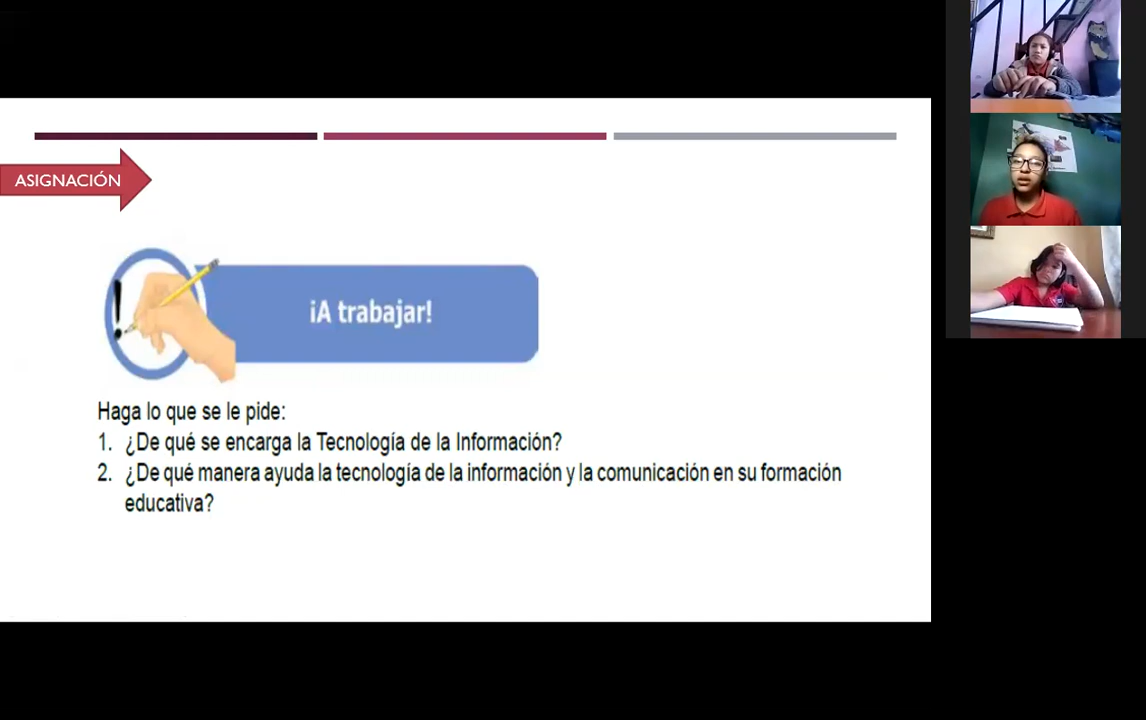 ASIGNACIÓN
¡A trabajar!
Haga lo que se le pide:
1. ¿De qué se encarga la Tecnología de la Información?
2. ¿De qué manera ayuda la tecnología de la información y la comunicación en su formación
educativa?